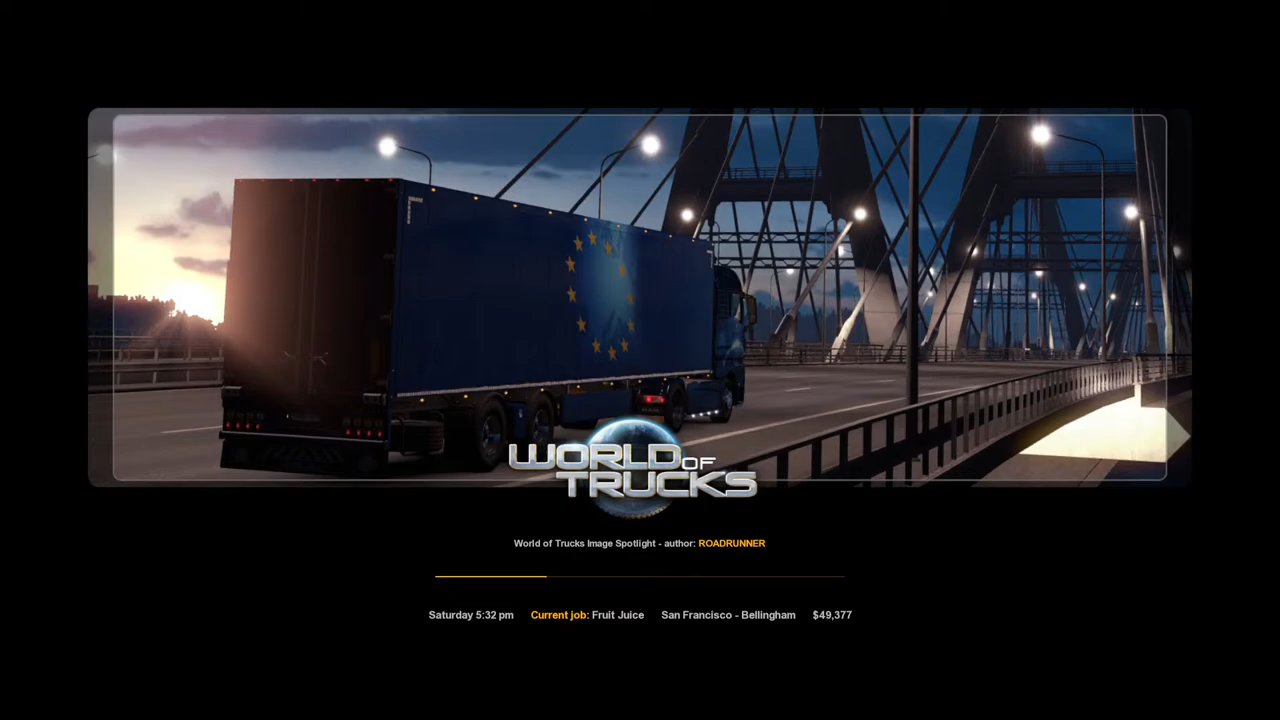 WORLD OF
TRUCKS
World of Trucks Image Spotlight - author: ROADRUNNER
Saturday 5:32 pm Current job: Fruit Juice San Francisco - Bellingham $49,377